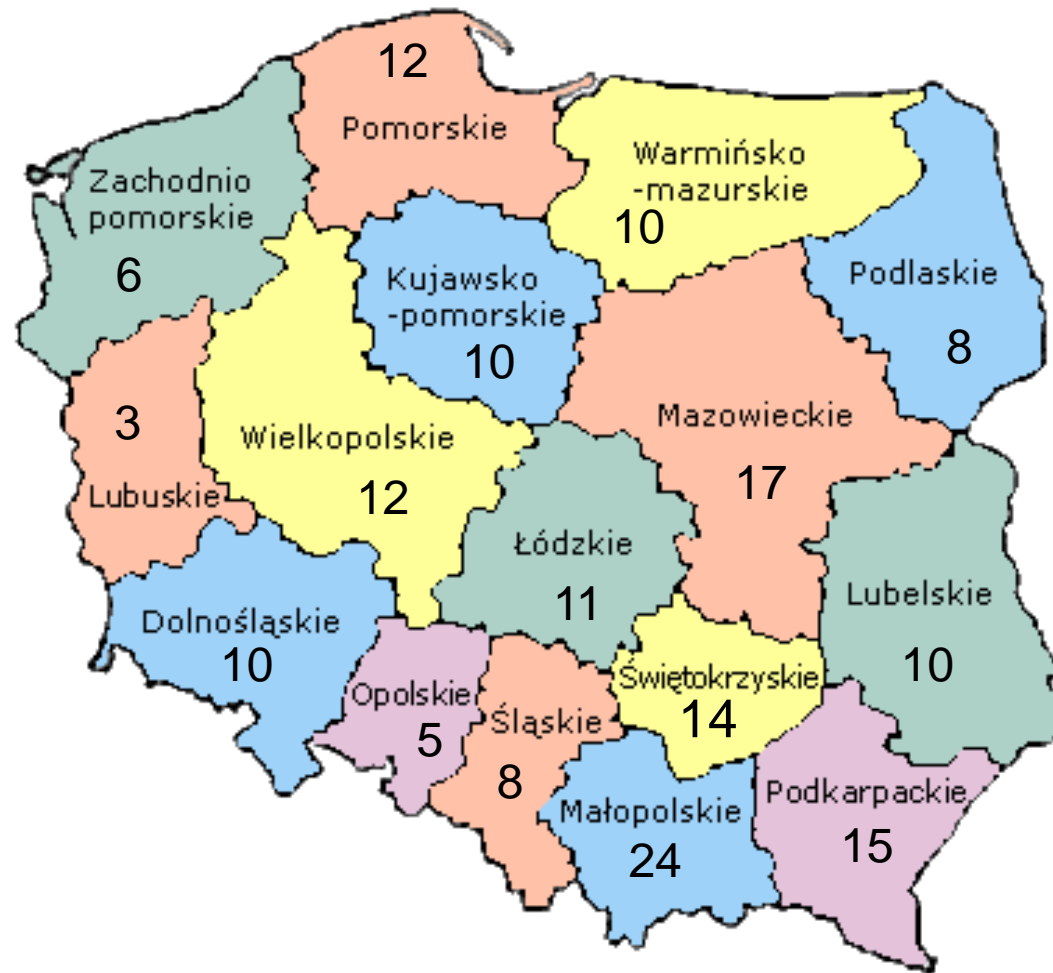 12
Pomorskie
Warmińsko
-mazurskie
10
Zachodnio
pomorskie
6
Podlaskie
8
Kujawsko
-pomorskie
10
3
Lubuskie
Wielkopolskie
12
Mazowieckie
17
Łódzkie
11
Lubelskie
10
Dolnośląskie
10
Opolskie
5
Śląskie
8
Świętokrzyskie
14
Małopolskie
24
Podkarpackie
15